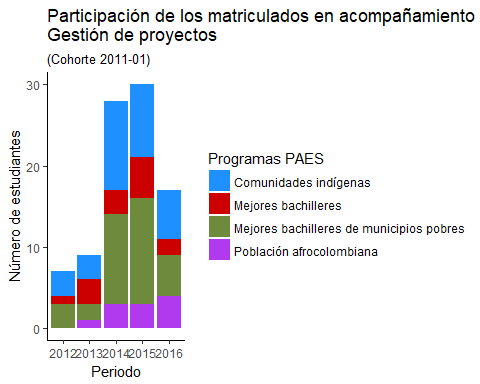 Participación de los matriculados en acompañamiento
Gestión de proyectos
(Cohorte 2011-01)
Número de estudiantes
30
20
10
0
2012 2013 2014 2015 2016
Periodo
Programas PAES
Comunidades indígenas
Mejores bachilleres
Mejores bachilleres de municipios pobres
Población afrocolombiana